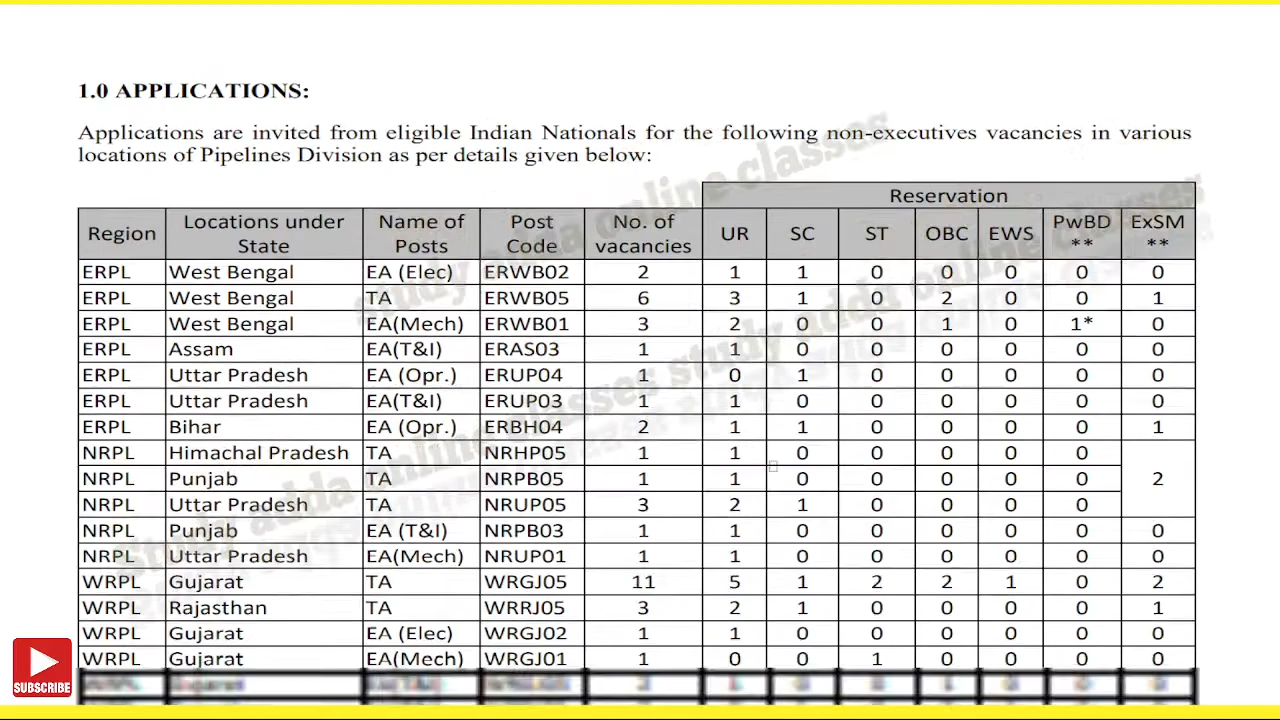 1.0 APPLICATIONS:
Applications are invited from eligible Indian Nationals for the following non-executives vacancies in various
locations of Pipelines Division as per details given below:
Reservation
Region Locations under State Name of Posts Post Code No. of vacancies UR SC ST OBC EWS PwBD ** ExSM **
ERPL West Bengal EA (Elec) ERWB02 2 1 1 0 0 0 0 0
ERPL West Bengal TA ERWB05 6 3 1 0 2 0 0 1
ERPL West Bengal EA(Mech) ERWB01 3 2 0 0 1 0 1* 0
ERPL Assam EA(T&I) ERAS03 1 1 0 0 0 0 0 0
ERPL Uttar Pradesh EA (Opr.) ERUP04 1 0 1 0 0 0 0 0
ERPL Uttar Pradesh EA(T&I) ERUP03 1 1 0 0 0 0 0 0
ERPL Bihar EA (Opr.) ERBH04 2 1 1 0 0 0 0 1
NRPL Himachal Pradesh TA NRHP05 1 1 0 0 0 0 0
NRPL Punjab TA NRPB05 1 1 0 0 0 0 0 2
NRPL Uttar Pradesh TA NRUP05 3 2 1 0 0 0 0
NRPL Punjab EA (T&I) NRPB03 1 1 0 0 0 0 0 0
NRPL Uttar Pradesh EA(Mech) NRUP01 1 1 0 0 0 0 0 0
WRPL Gujarat TA WRGJ05 11 5 1 2 2 1 0 2
WRPL Rajasthan TA WRRJ05 3 2 1 0 0 0 0 1
WRPL Gujarat EA (Elec) WRGJ02 1 1 0 0 0 0 0 0
WRPL Gujarat EA(Mech) WRGJ01 1 0 0 1 0 0 0 0
study adda online classes
study adda online classes
Study adda online classes
SUBSCRIBE